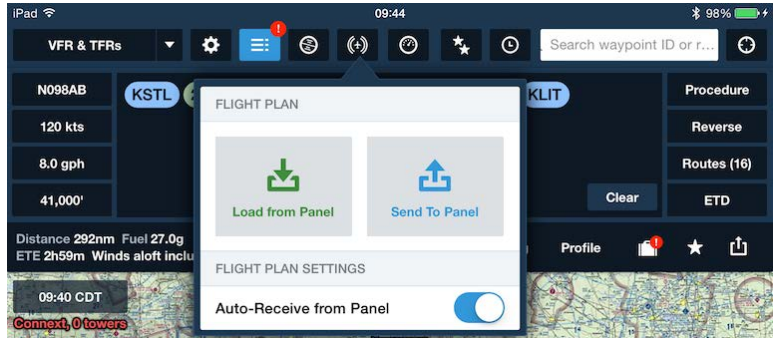 iPad
09:44
98%
VFR & TFRs
Search waypoint ID or r...
N098AB
KSTL
KLIT
Procedure
FLIGHT PLAN
120 kts
Reverse
8.0 gph
Routes (16)
Load from Panel
Send To Panel
41,000'
Clear
ETD
Distance 292nm Fuel 27.0g
ETE 2h59m Winds aloft inclu
Profile
FLIGHT PLAN SETTINGS
09:40 CDT
Auto-Receive from Panel
Connext, 0 towers